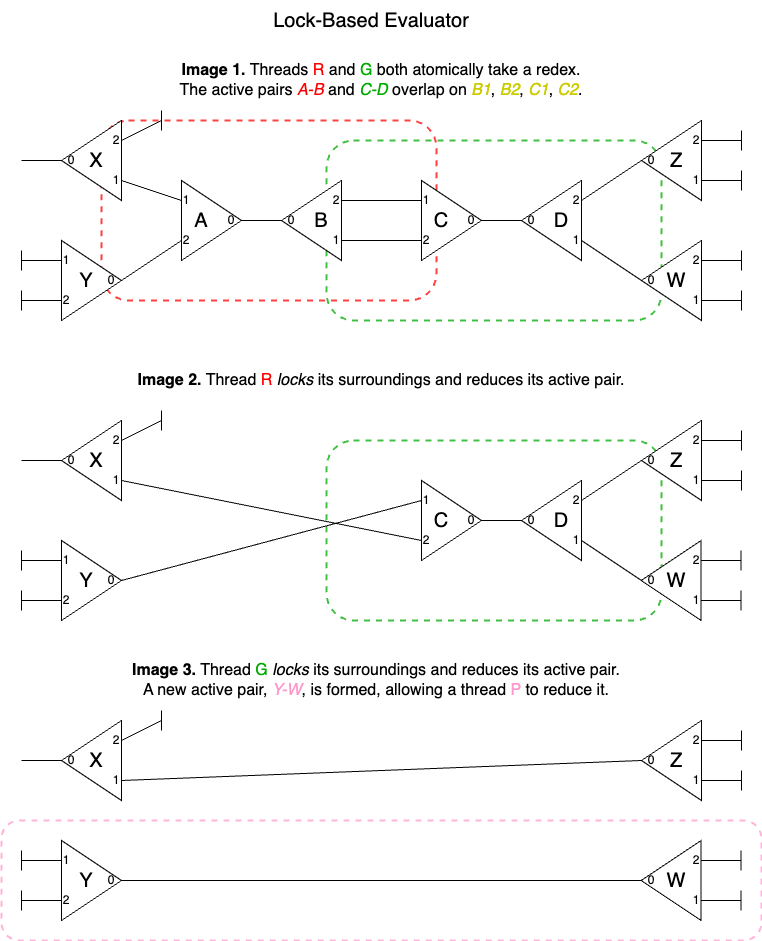 Lock-Based Evaluator
Image 1. Threads R and G both atomically take a redex.
The active pairs A-B and C-D overlap on B1, B2, C1, C2.
2
0 X
1
2
0 Z
1
1
A 0
2
2
0 B
1
1
C 0
2
2
0 D
1
1
Y 0
2
2
0 W
1
Image 2. Thread R locks its surroundings and reduces its active pair.
2
0 X
1
2
0 Z
1
1
C 0
2
2
0 D
1
1
Y 0
2
2
0 W
1
Image 3. Thread G locks its surroundings and reduces its active pair.
A new active pair, Y-W, is formed, allowing a thread P to reduce it.
2
0 X
1
2
0 Z
1
1
Y 0
2
2
0 W
1